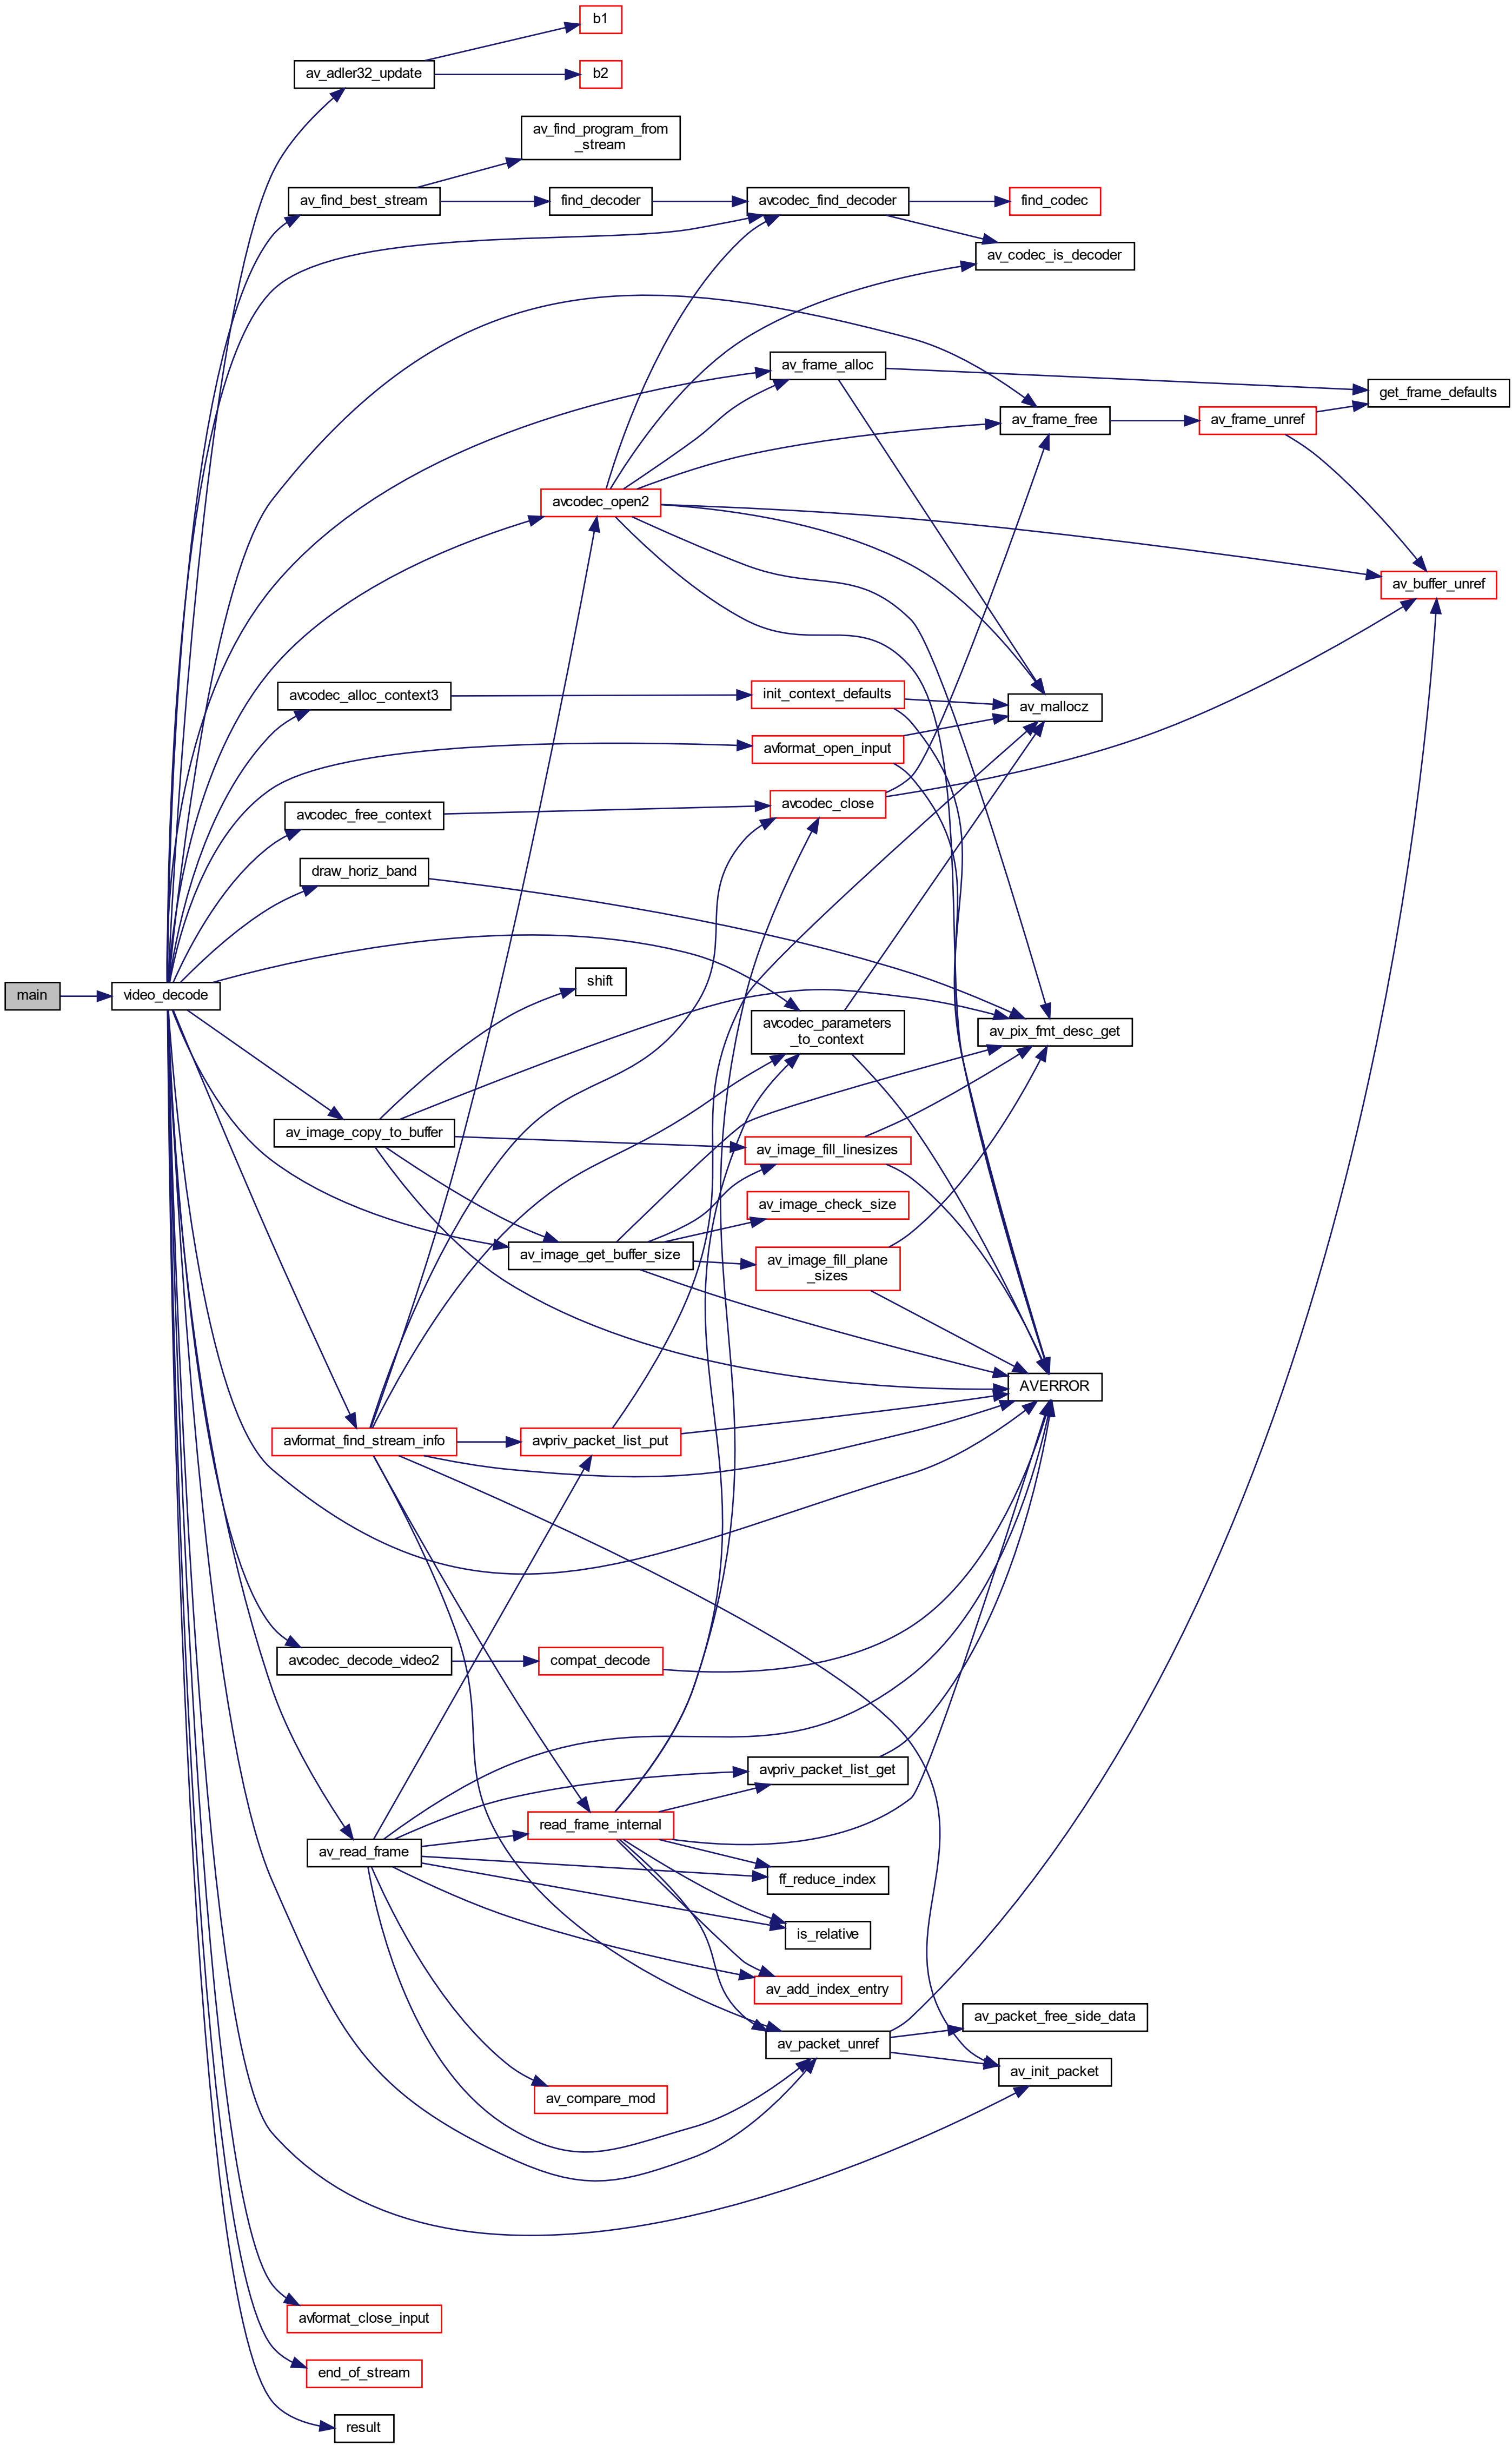 b1
av_adler32_update
b2
av_find_program_from
_stream
av_find_best_stream
find_decoder
avcodec_find_decoder
find_codec
av_codec_is_decoder
av_frame_alloc
get_frame_defaults
av_frame_free
av_frame_unref
avcodec_open2
av_buffer_unref
avcodec_alloc_context3
init_context_defaults
av_mallocz
avformat_open_input
avcodec_close
avcodec_free_context
draw_horiz_band
shift
main
video_decode
avcodec_parameters
_to_context
av_pix_fmt_desc_get
av_image_copy_to_buffer
av_image_fill_linesizes
av_image_check_size
av_image_get_buffer_size
av_image_fill_plane
_sizes
AVERROR
avformat_find_stream_info
avpriv_packet_list_put
avcodec_decode_video2
compat_decode
avpriv_packet_list_get
read_frame_internal
av_read_frame
ff_reduce_index
is_relative
av_add_index_entry
av_packet_free_side_data
av_packet_unref
av_init_packet
av_compare_mod
avformat_close_input
end_of_stream
result